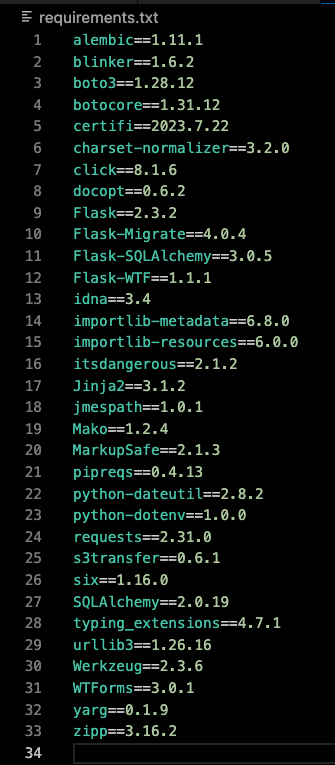 requirements.txt
1 alembic==1.11.1
2 blinker==1.6.2
3 boto3==1.28.12
4 botocore==1.31.12
5 certifi==2023.7.22
6 charset-normalizer==3.2.0
7 click==8.1.6
8 docopt==0.6.2
9 Flask==2.3.2
10 Flask-Migrate==4.0.4
11 Flask-SQLAlchemy==3.0.5
12 Flask-WTF==1.1.1
13 idna==3.4
14 importlib-metadata==6.8.0
15 importlib-resources==6.0.0
16 itsdangerous==2.1.2
17 Jinja2==3.1.2
18 jmespath==1.0.1
19 Mako==1.2.4
20 MarkupSafe==2.1.3
21 pipreqs==0.4.13
22 python-dateutil==2.8.2
23 python-dotenv==1.0.0
24 requests==2.31.0
25 s3transfer==0.6.1
26 six==1.16.0
27 SQLAlchemy==2.0.19
28 typing_extensions==4.7.1
29 urllib3==1.26.16
30 Werkzeug==2.3.6
31 WTForms==3.0.1
32 yarg==0.1.9
33 zipp==3.16.2
34